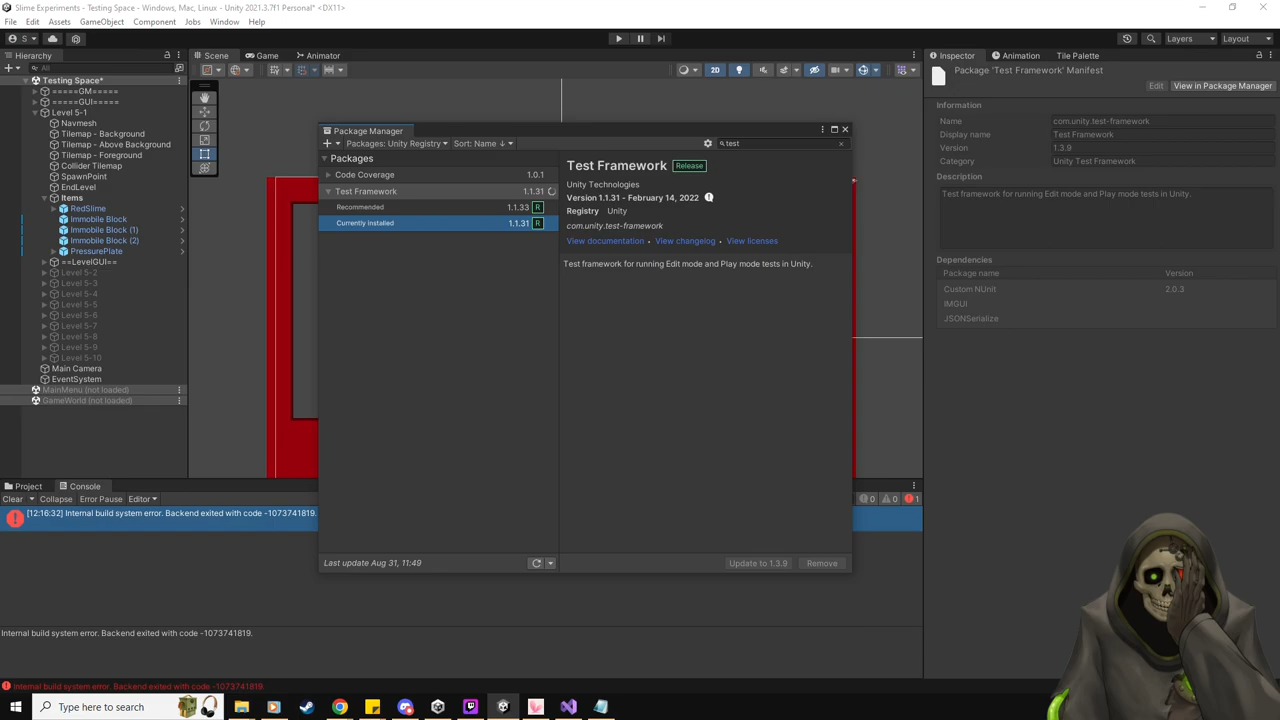 Slime Experiments - Testing Space - Windows, Mac, Linux - Unity 2021.3.7f1 Personal* <DX11>
File Edit Assets GameObject Component Jobs Window Help
S Layers Layout
Hierarchy
All
Testing Space*
=====GM=====
=====GUI=====
Level 5-1
Navmesh
Tilemap - Background
Tilemap - Above Background
Tilemap - Foreground
Collider Tilemap
SpawnPoint
EndLevel
Items
RedSlime
Immobile Block
Immobile Block (1)
Immobile Block (2)
PressurePlate
==LevelGUI==
Level 5-2
Level 5-3
Level 5-4
Level 5-5
Level 5-6
Level 5-7
Level 5-8
Level 5-9
Level 5-10
Main Camera
EventSystem
MainMenu (not loaded)
GameWorld (not loaded)
Scene Game Animator
2D
Package Manager
Packages: Unity Registry Sort: Name ↓
test
Packages
Code Coverage 1.0.1
Test Framework 1.1.31
Recommended 1.1.33 R
Currently installed 1.1.31 R
Last update Aug 31, 11:49
Test Framework Release
Unity Technologies
Version 1.1.31 - February 14, 2022
Registry Unity
com.unity.test-framework
View documentation • View changelog • View licenses
Test framework for running Edit mode and Play mode tests in Unity.
Update to 1.3.9 Remove
Inspector Animation Tile Palette
Package 'Test Framework' Manifest
Edit View in Package Manager
Information
Name com.unity.test-framework
Display name Test Framework
Version 1.3.9
Category Unity Test Framework
Description
Test framework for running Edit mode and Play mode tests in Unity.
Dependencies
Package name Version
Custom NUnit 2.0.3
IMGUI
JSONSerialize
Project Console
Clear Collapse Error Pause Editor
0 0 1
[12:16:32] Internal build system error. Backend exited with code -1073741819.
Internal build system error. Backend exited with code -1073741819.
Internal build system error. Backend exited with code -1073741819.
Type here to search